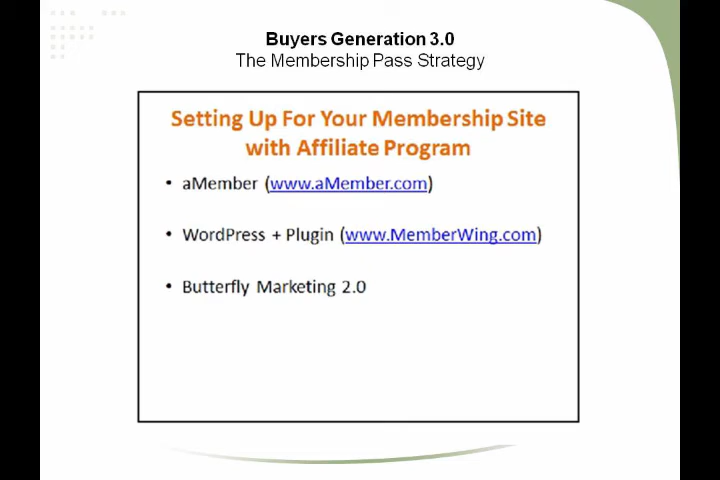 Buyers Generation 3.0
The Membership Pass Strategy
Setting Up For Your Membership Site
with Affiliate Program
• aMember (www.aMember.com)
• WordPress + Plugin (www.MemberWing.com)
• Butterfly Marketing 2.0